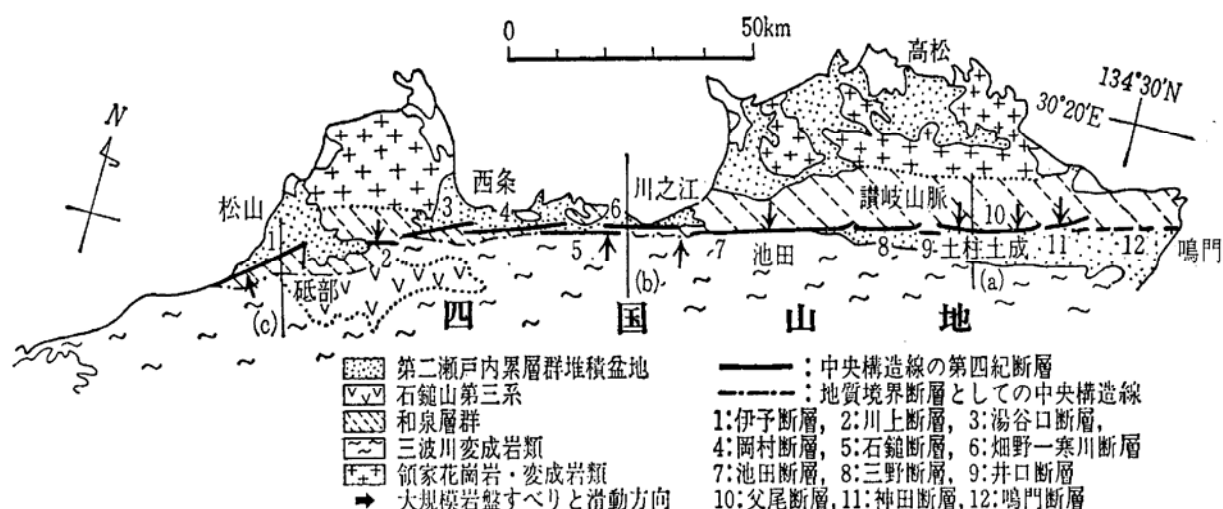 0 50km
高松
134°30'N
30°20'E
N
西条
川之江
讃岐山脈
松山
3 4 6 10
1 2 5 7 8 9 11 12
池田
土柱土成
鳴門
砥部
(b)
(a)
(c)
四国山地
第二瀬戸内累層群堆積盆地
石鎚山第三系
和泉層群
三波川変成岩類
領家花崗岩・変成岩類
大規模岩盤すべりと滑動方向
:中央構造線の第四紀断層
:地質境界断層としての中央構造線
1:伊予断層, 2:川上断層, 3:湯谷口断層,
4:岡村断層, 5:石鎚断層, 6:畑野一寒川断層
7:池田断層, 8:三野断層, 9:井口断層
10:父尾断層, 11:神田断層, 12:鳴門断層